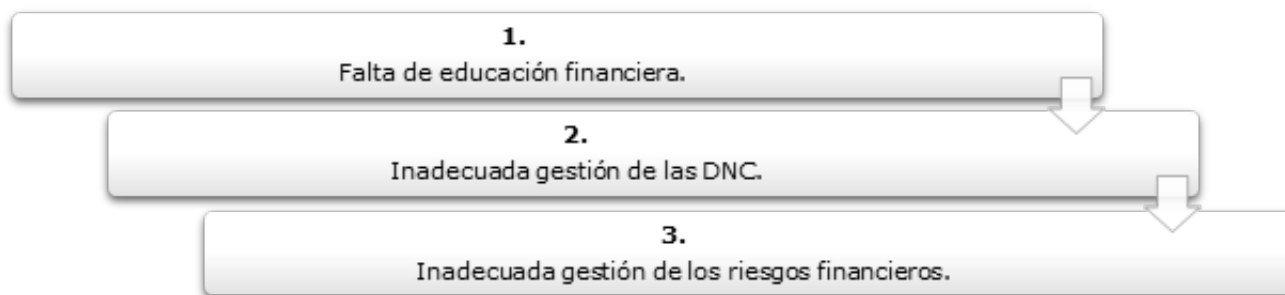 1.
Falta de educación financiera.
2.
Inadecuada gestión de las DNC.
3.
Inadecuada gestión de los riesgos financieros.